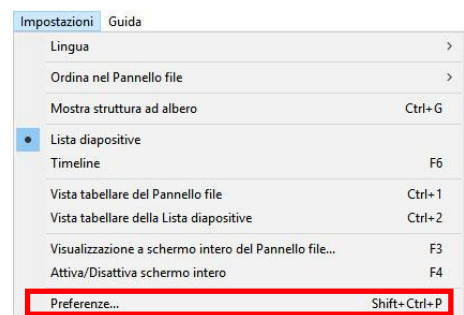 Impostazioni Guida
Lingua >
Ordina nel Pannello file >
Mostra struttura ad albero Ctrl+G
Lista diapositive
Timeline F6
Vista tabellare del Pannello file Ctrl+1
Vista tabellare della Lista diapositive Ctrl+2
Visualizzazione a schermo intero del Pannello file... F3
Attiva/Disattiva schermo intero F4
Preferenze... Shift+Ctrl+P